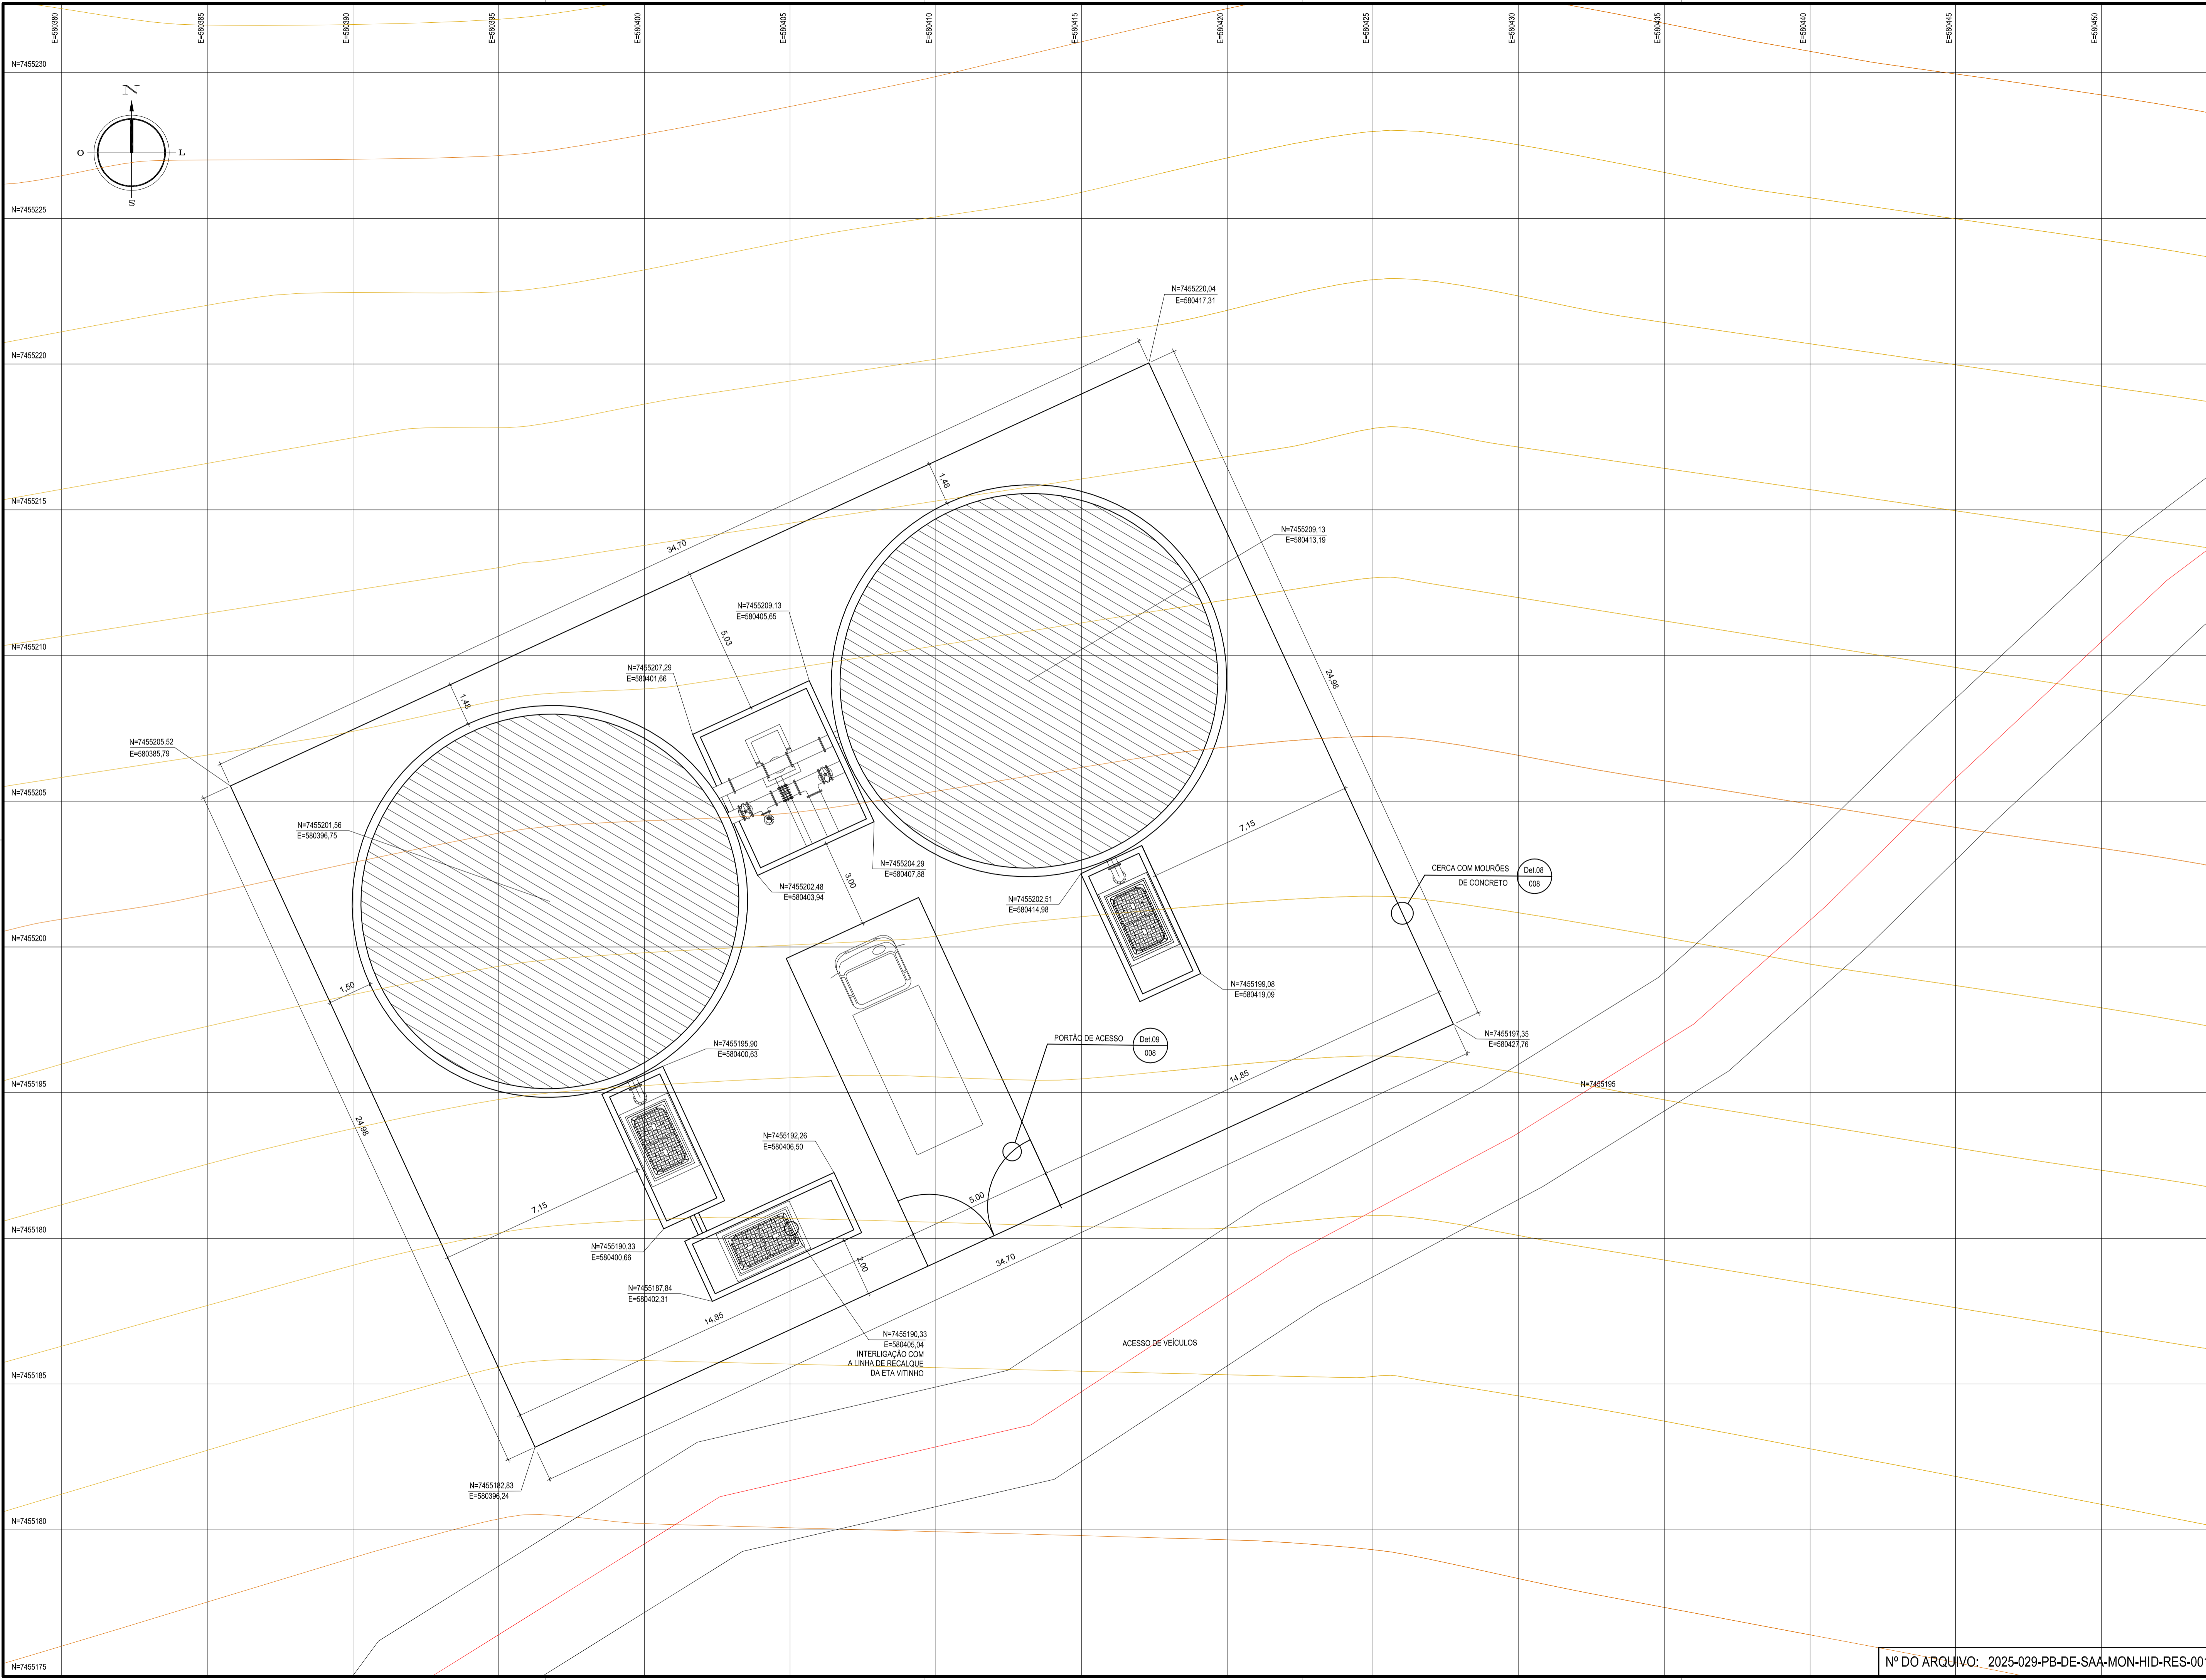 E=580380
E=580385
E=580390
E=580395
E=580400
E=580405
E=580410
E=580415
E=580420
E=580425
E=580430
E=580435
E=580440
E=580445
E=580450
N=7455230
N
O
L
S
N=7455225
N=7455220,04
E=580417,31
N=7455220
N=7455215
1,48
34,70
N=7455209,13
E=580413,19
N=7455209,13
E=580405,65
5,03
N=7455210
N=7455207,29
E=580401,66
24,98
1,48
N=7455205,52
E=580385,79
N=7455205
N=7455201,56
E=580396,75
7,15
N=7455204,29
E=580407,88
3,00
N=7455202,48
E=580403,94
N=7455202,51
E=580414,98
CERCA COM MOURÕES
DE CONCRETO
Det.08
008
N=7455200
1,50
N=7455199,08
E=580419,09
N=7455197,35
E=580427,76
PORTÃO DE ACESSO
Det.09
008
N=7455195,90
E=580400,63
N=7455195
14,85
N=7455195
24,98
N=7455192,26
E=580406,50
5,00
7,15
N=7455180
N=7455190,33
E=580400,66
2,00
34,70
N=7455187,84
E=580402,31
14,85
N=7455190,33
E=580405,04
INTERLIGAÇÃO COM
A LINHA DE RECALQUE
DA ETA VITINHO
ACESSO DE VEÍCULOS
N=7455185
N=7455182,83
E=580396,24
N=7455180
N=7455175
Nº DO ARQUIVO: 2025-029-PB-DE-SAA-MON-HID-RES-001